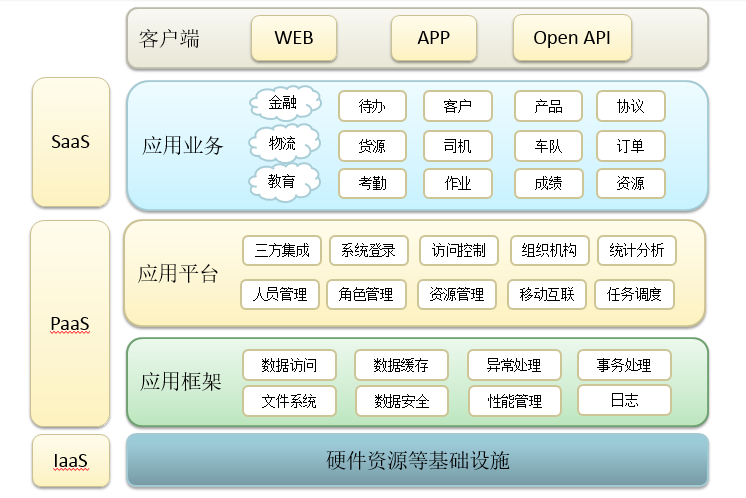 客户端 WEB APP Open API
SaaS
应用业务
金融 待办 客户 产品 协议
物流 货源 司机 车队 订单
教育 考勤 作业 成绩 资源
PaaS
应用平台
三方集成 系统登录 访问控制 组织机构 统计分析
人员管理 角色管理 资源管理 移动互联 任务调度
应用框架
数据访问 数据缓存 异常处理 事务处理
文件系统 数据安全 性能管理 日志
IaaS
硬件资源等基础设施